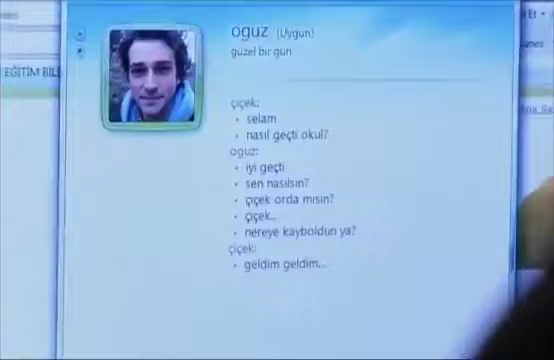 oguz (Uygun)
güzel bir gün
EĞİTİM BİL
çiçek:
selam
nasıl geçti okul?
oguz:
iyi geçti
sen nasılsın?
çiçek orda mısın?
çiçek..
nereye kayboldun ya?
çiçek:
geldim geldim...